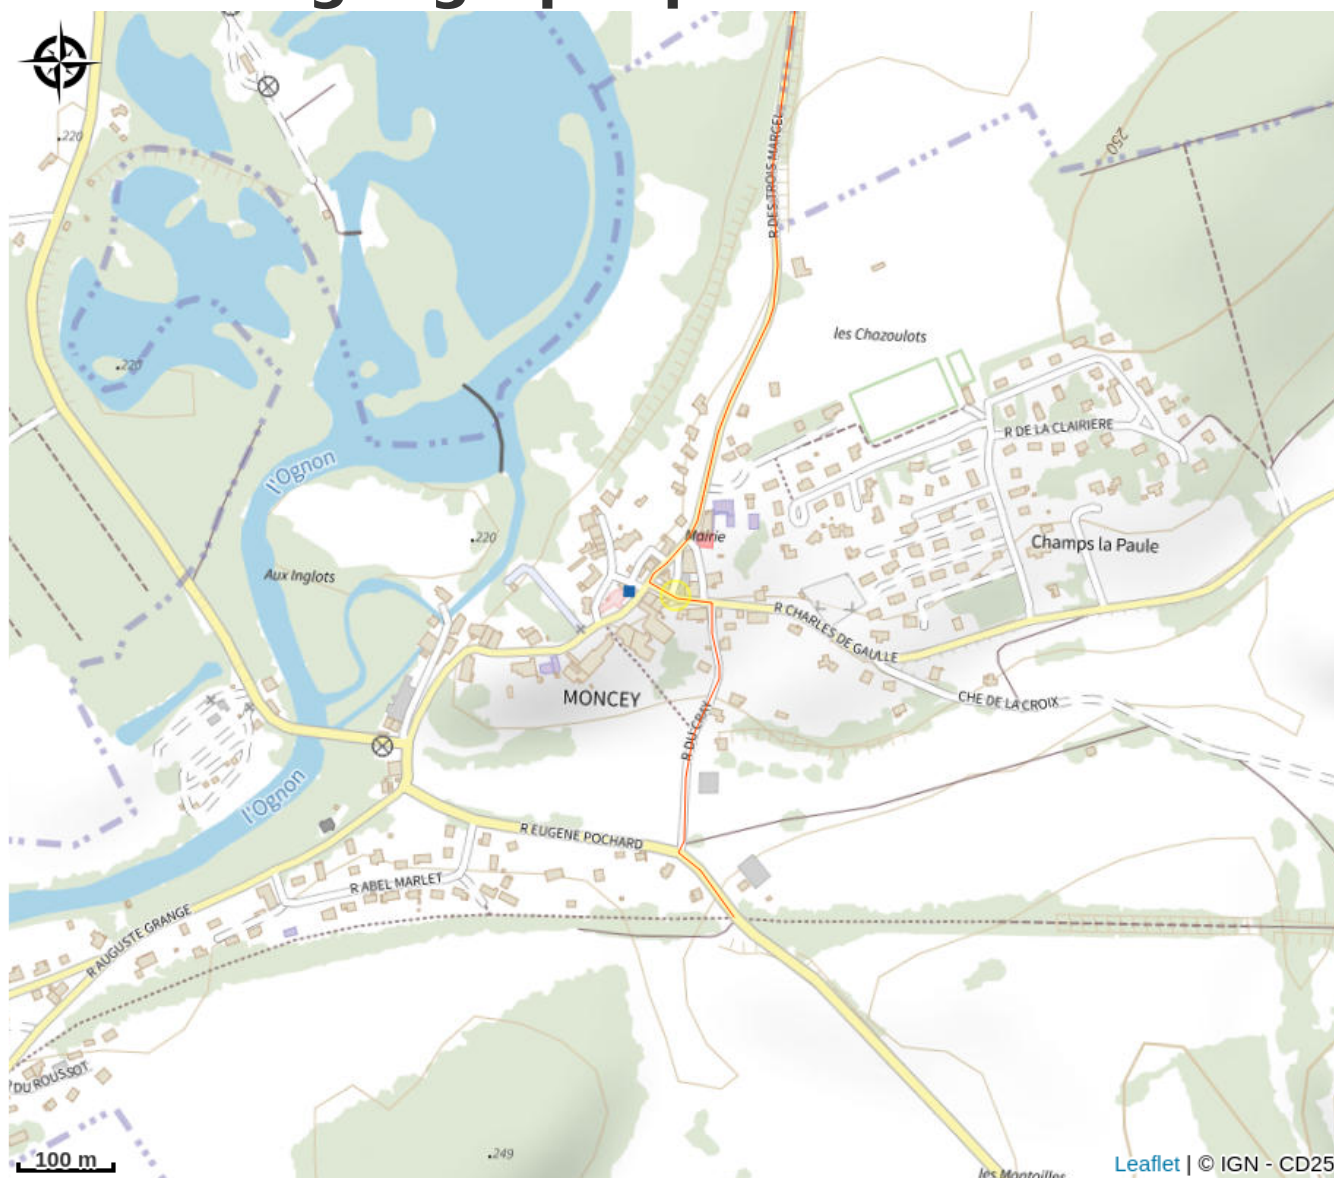 220
R DES TROIS MARCEL
250
les Chazoulots
220
R DE LA CLAIRIERE
l'Ognon
220
Mairie
Champs la Paule
Aux Inglots
R CHARLES DE GAULLE
MONCEY
CHE DE LA CROIX
R DU CRAY
l'Ognon
R EUGENE POCHARD
R ABEL MARLET
R AUGUSTE GRANGE
DU ROUSSOT
249
100 m
les Montoilles
Leaflet | © IGN - CD25